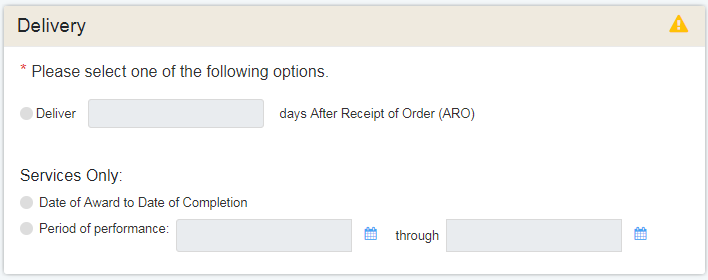 Delivery
* Please select one of the following options.
Deliver days After Receipt of Order (ARO)
Services Only:
Date of Award to Date of Completion
Period of performance: through